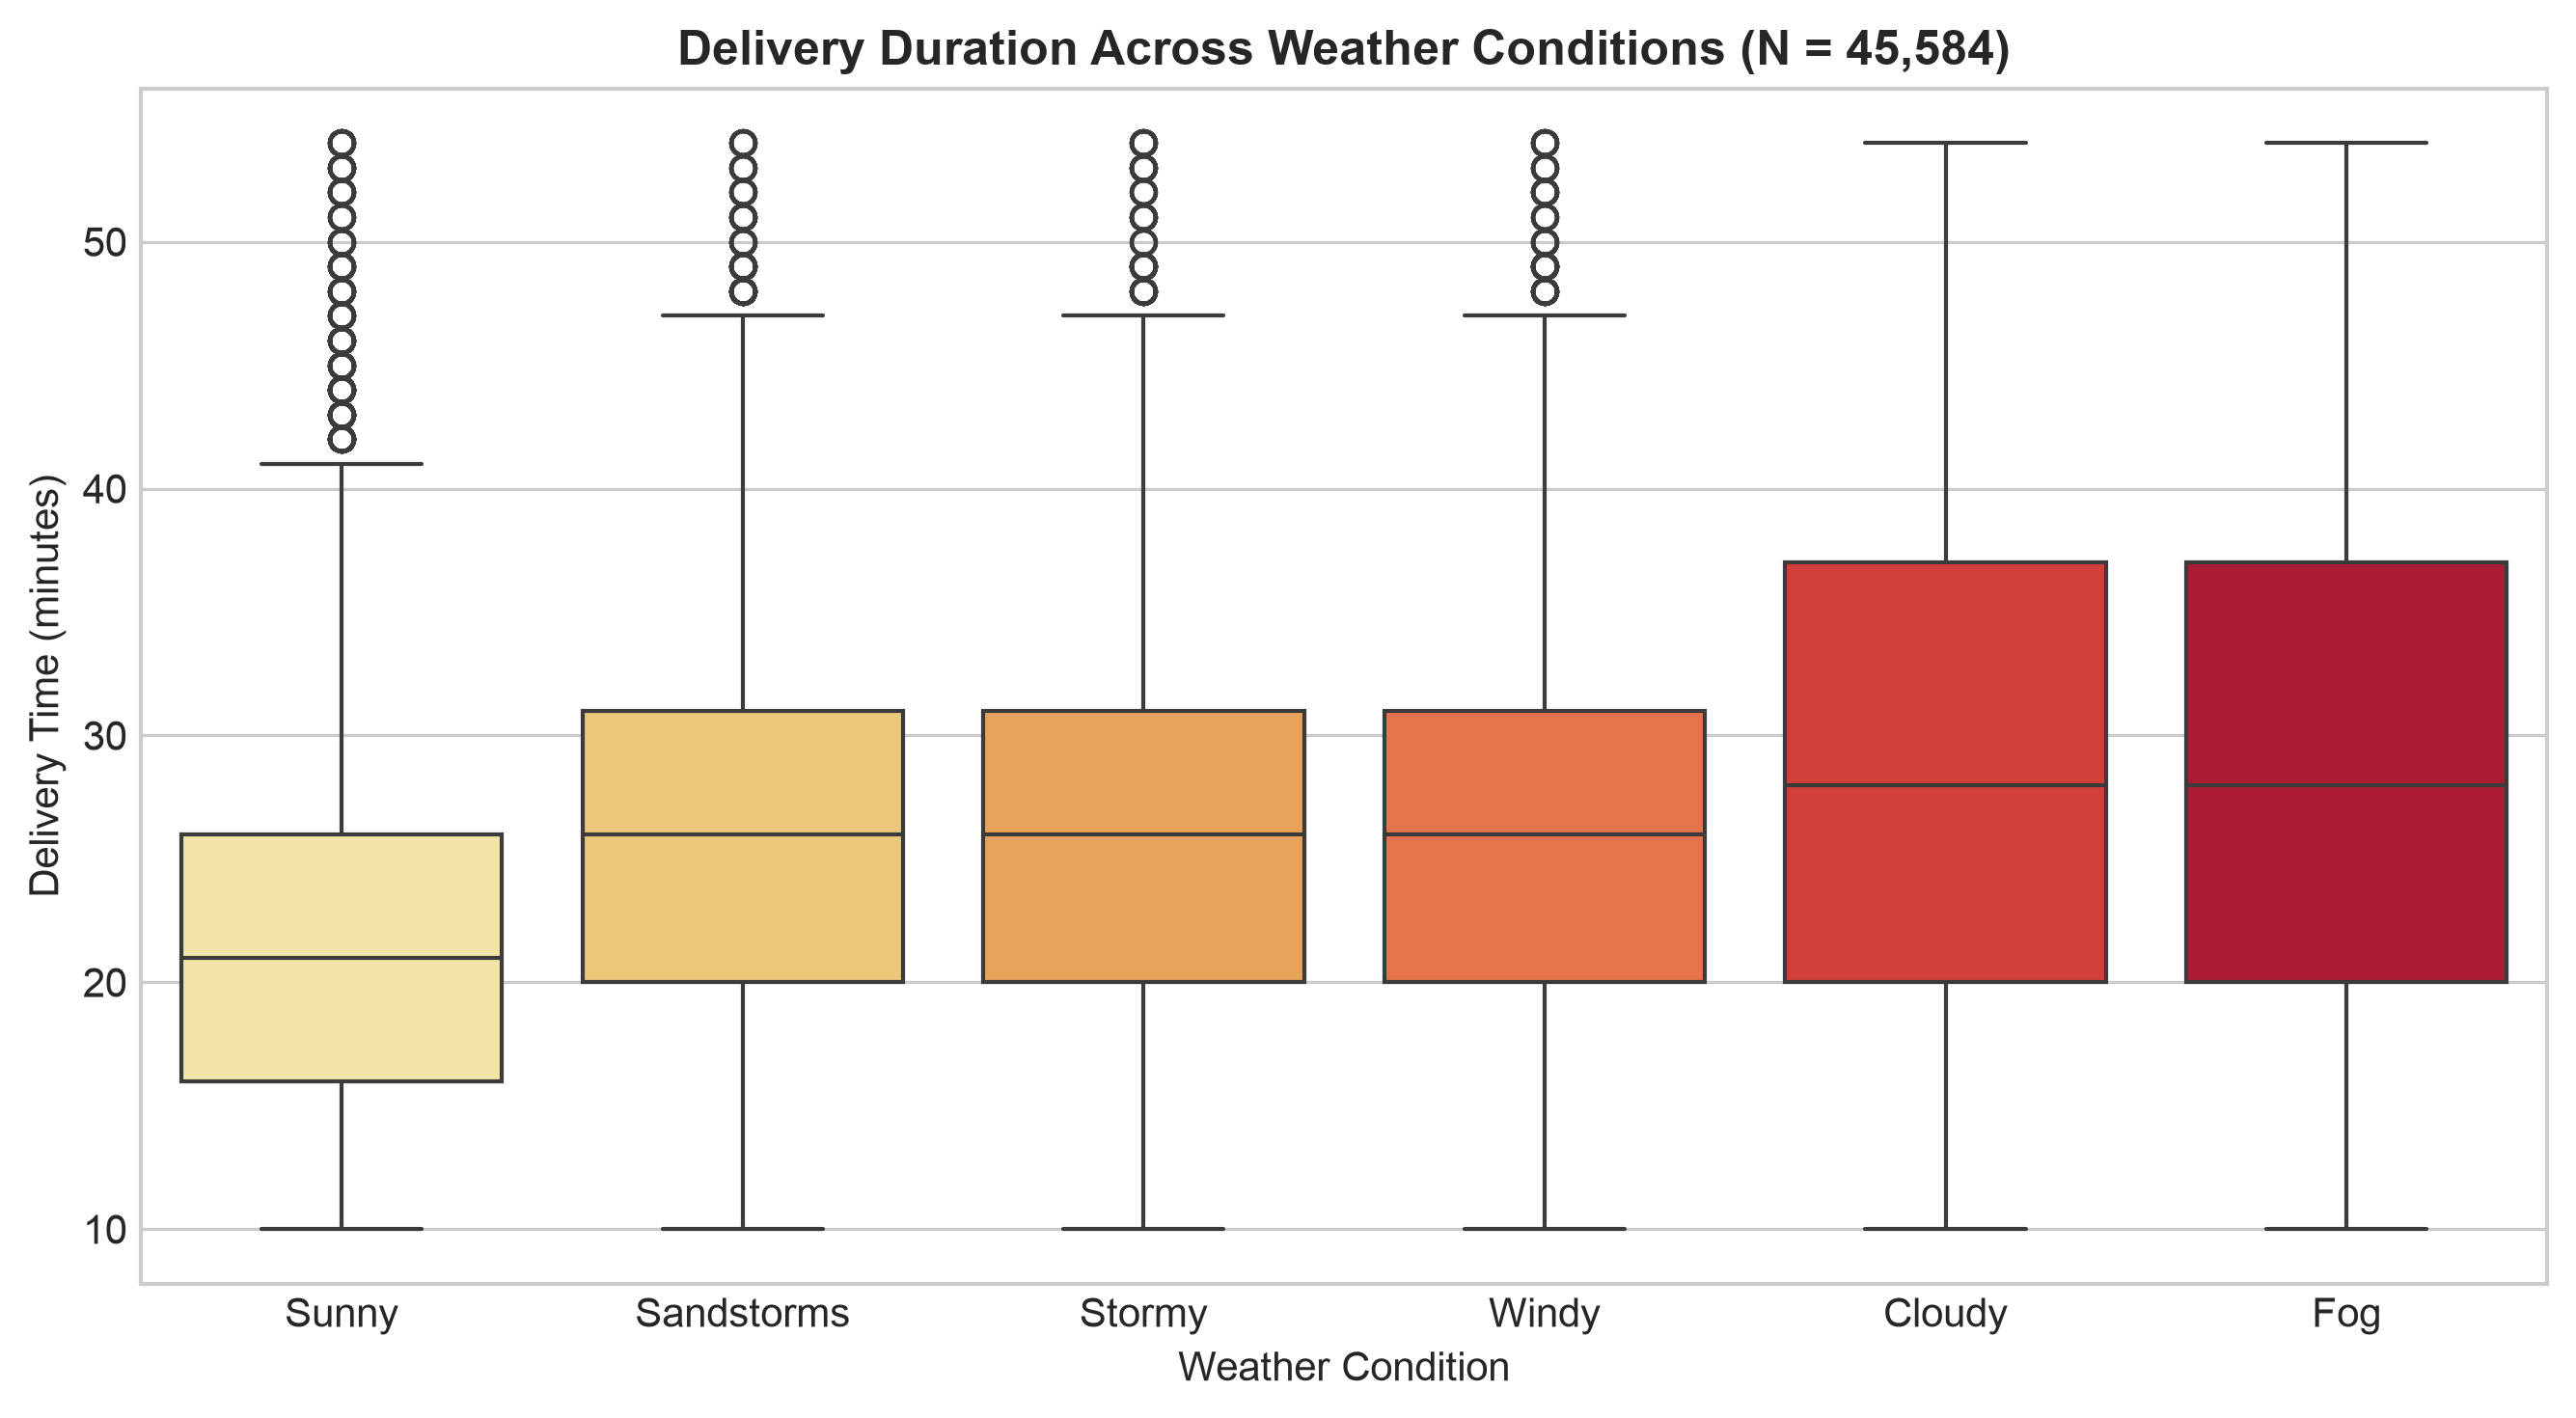 Delivery Duration Across Weather Conditions (N = 45,584)
Delivery Time (minutes)
50
40
30
20
10
Sunny Sandstorms Stormy Windy Cloudy Fog
Weather Condition